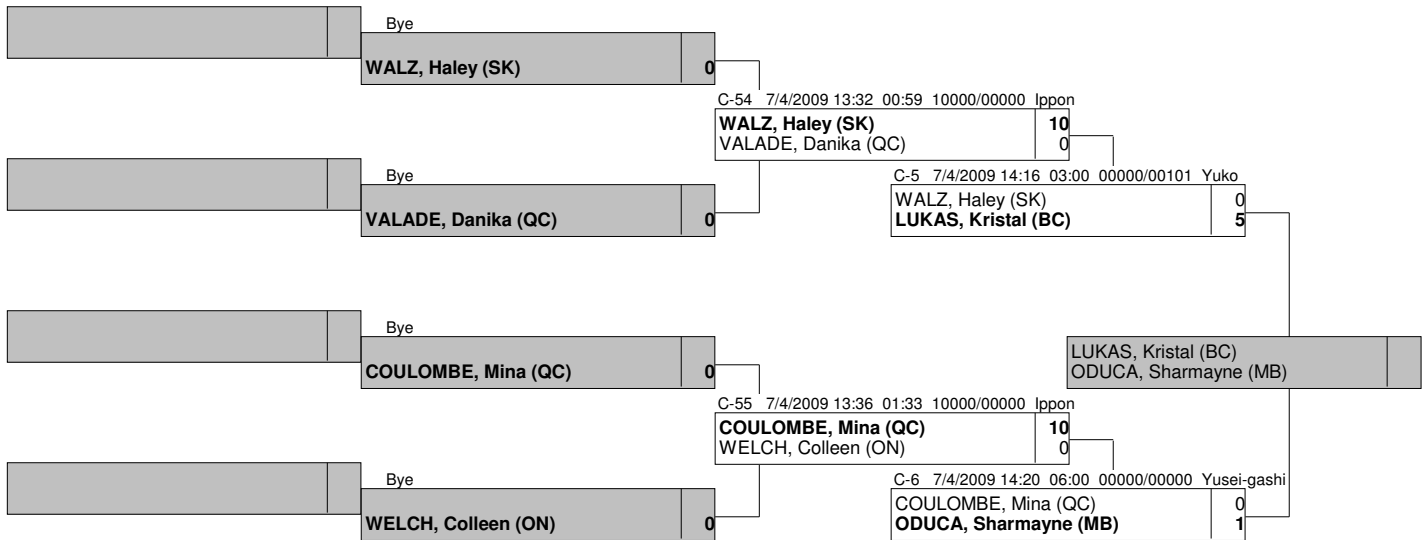 Bye
WALZ, Haley (SK) 0
C-54 7/4/2009 13:32 00:59 10000/00000 Ippon
WALZ, Haley (SK) 10
VALADE, Danika (QC) 0
Bye
VALADE, Danika (QC) 0
C-5 7/4/2009 14:16 03:00 00000/00101 Yuko
WALZ, Haley (SK) 0
LUKAS, Kristal (BC) 5
Bye
COULOMBE, Mina (QC) 0
LUKAS, Kristal (BC)
ODUCA, Sharmayne (MB)
C-55 7/4/2009 13:36 01:33 10000/00000 Ippon
COULOMBE, Mina (QC) 10
WELCH, Colleen (ON) 0
Bye
WELCH, Colleen (ON) 0
C-6 7/4/2009 14:20 06:00 00000/00000 Yusei-gashi
COULOMBE, Mina (QC) 0
ODUCA, Sharmayne (MB) 1